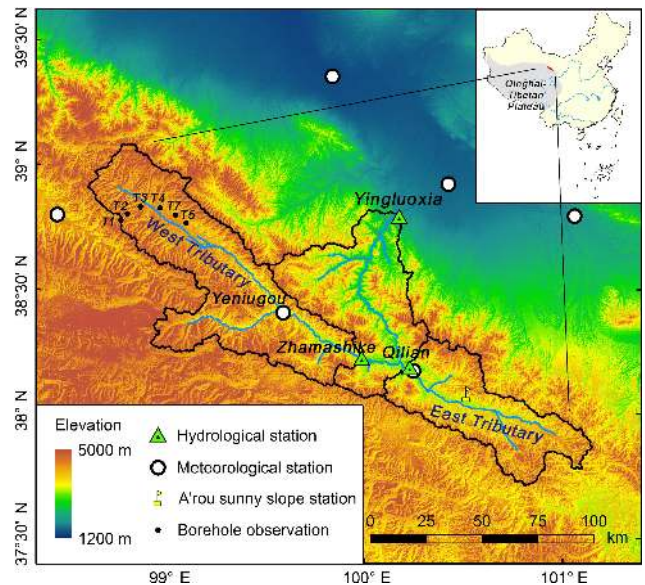 39°30' N
39° N
38°30' N
38° N
37°30' N
Qinghai-
Tibetan
Plateau
Yingluoxia
T3 T4
T2 T7
T1 T6
West Tributary
Yeniugou
Zhamashike
Qilian
East Tributary
Elevation
5000 m
1200 m
Hydrological station
Meteorological station
A'rou sunny slope station
Borehole observation
0 25 50 75 100
km
99° E
100° E
101° E